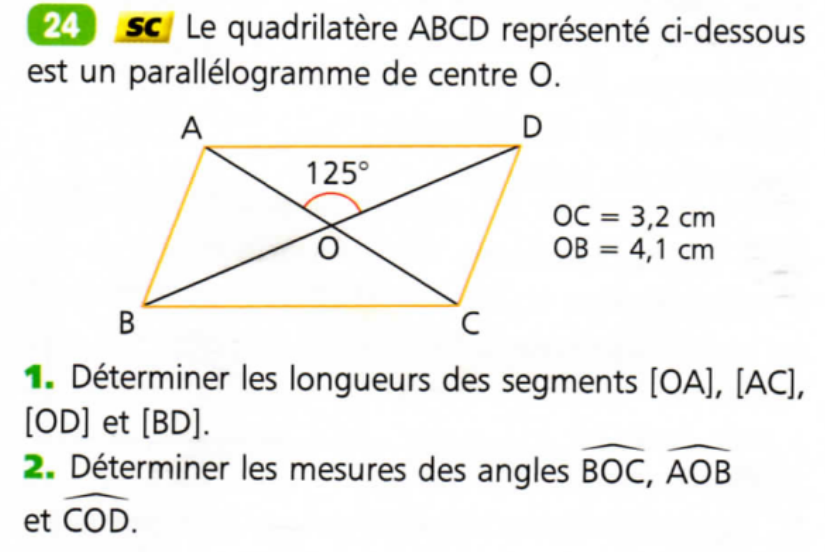 24 SC Le quadrilatère ABCD représenté ci-dessous
est un parallélogramme de centre O.
A
D
125°
OC = 3,2 cm
O
OB = 4,1 cm
B
C
1. Déterminer les longueurs des segments [OA], [AC],
[OD] et [BD].
2. Déterminer les mesures des angles BOC, AOB
et COD.